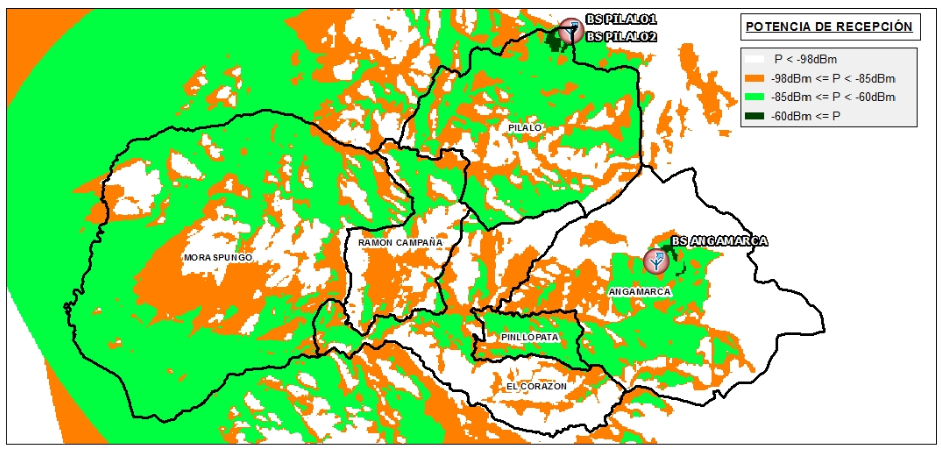 BS PILALO1
BS PILALO2
POTENCIA DE RECEPCIÓN
P < -98dBm
-98dBm <= P < -85dBm
-85dBm <= P < -60dBm
-60dBm <= P
PILALO
RAMON CAMPAÑA
MORASPUNGO
BS ANGAMARCA
ANGAMARCA
PINLLOPATA
EL CORAZON